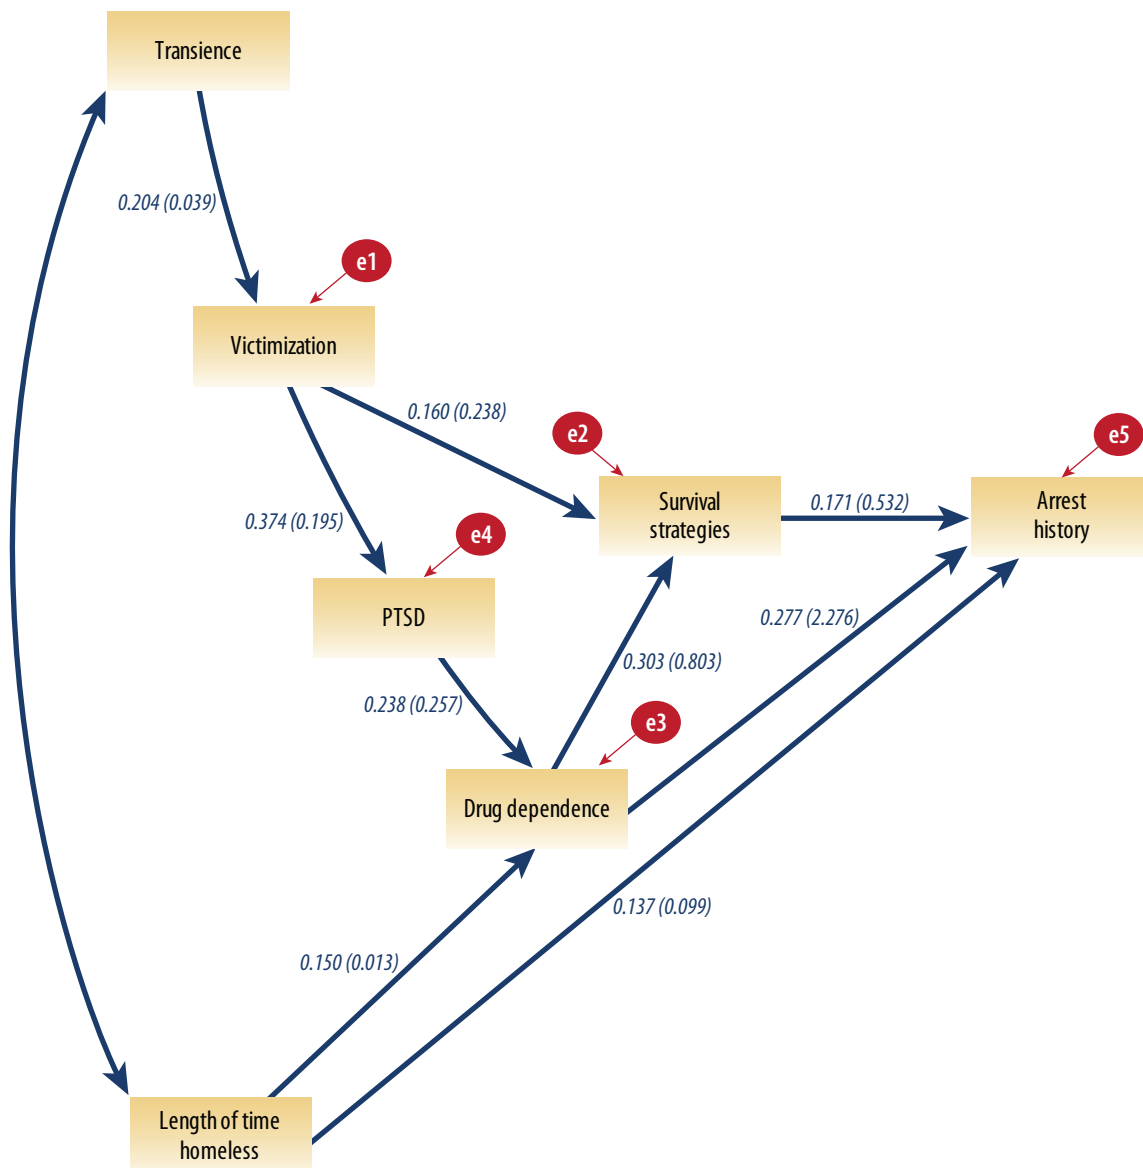 Transience
0.204 (0.039)
e1
Victimization
0.160 (0.238)
e2
e5
Survival
strategies
0.171 (0.532)
Arrest
history
0.374 (0.195)
e4
PTSD
0.277 (2.276)
0.303 (0.803)
0.238 (0.257)
e3
Drug dependence
0.137 (0.099)
0.150 (0.013)
Length of time
homeless